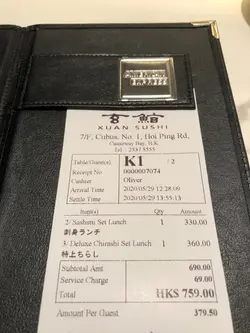 AMERICAN
EXPRESS
XUAN SUSHI
7/F, Cubus, No. 1, Hoi Ping Rd,
Causeway Bay, H.K.
Table/Guest(s) K1 / 2
Receipt No 0000007074
Cashier Oliver
Arrival Time 2020/05/29 12:28:00
Settle Time 2020/05/29 13:55:13
Item(s) Qty Amount
2/ Sashimi Set Lunch 1 330.00
刺身ランチ
3/ Deluxe Chirashi Set Lunch 1 360.00
特上ちらし
Subtotal Amt 690.00
Service Charge 69.00
Total HK$ 759.00
Amount Per Guest 379.50